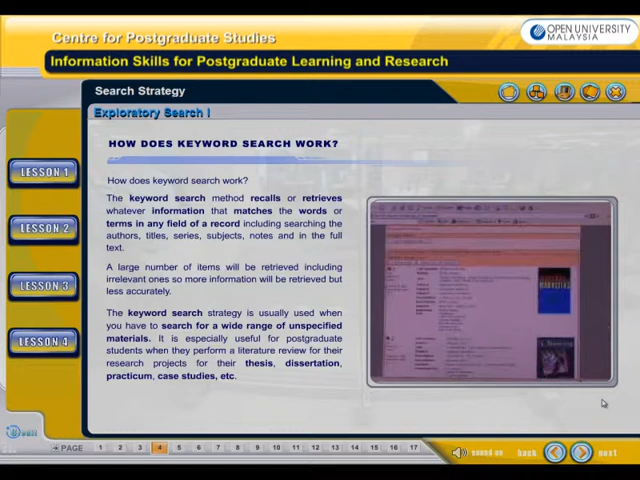 Centre for Postgraduate Studies
OPEN UNIVERSITY
MALAYSIA
Information Skills for Postgraduate Learning and Research
Search Strategy
Exploratory Search I
HOW DOES KEYWORD SEARCH WORK?
How does keyword search work?
The keyword search method recalls or retrieves
whatever information that matches the words or
terms in any field of a record including searching the
authors, titles, series, subjects, notes and in the full
text.
A large number of items will be retrieved including
irrelevant ones so more information will be retrieved but
less accurately.
The keyword search strategy is usually used when
you have to search for a wide range of unspecified
materials. It is especially useful for postgraduate
students when they perform a literature review for their
research projects for their thesis, dissertation,
practicum, case studies, etc.
LESSON 1
LESSON 2
LESSON 3
LESSON 4
PAGE 1 2 3 4 5 6 7 8 9 10 11 12 13 14 15 16 17
sound on
back
next